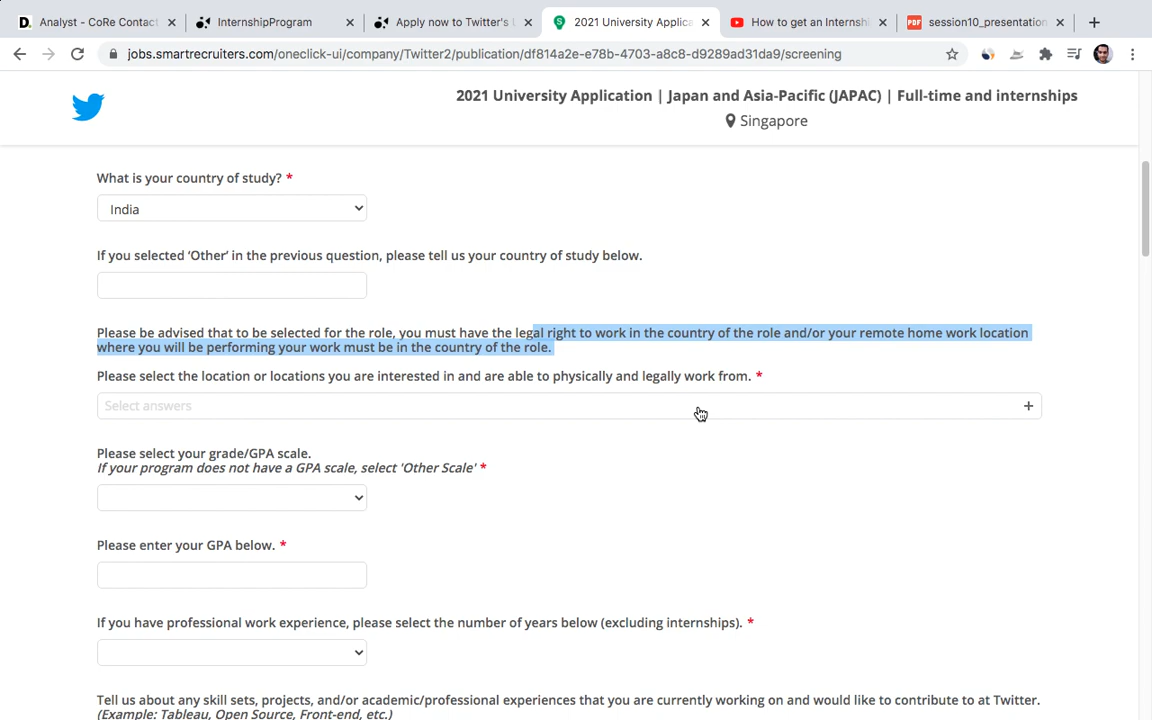 D. Analyst - CoRe Contact
InternshipProgram
Apply now to Twitter's
2021 University Applica
How to get an Internsh
PDF session10_presentation
jobs.smartrecruiters.com/oneclick-ui/company/Twitter2/publication/df814a2e-e78b-4703-a8c8-d9289ad31da9/screening
2021 University Application | Japan and Asia-Pacific (JAPAC) | Full-time and internships
Singapore
What is your country of study? *
India
If you selected ‘Other’ in the previous question, please tell us your country of study below.
Please be advised that to be selected for the role, you must have the legal right to work in the country of the role and/or your remote home work location
where you will be performing your work must be in the country of the role.
Please select the location or locations you are interested in and are able to physically and legally work from. *
Select answers
Please select your grade/GPA scale.
If your program does not have a GPA scale, select 'Other Scale' *
Please enter your GPA below. *
If you have professional work experience, please select the number of years below (excluding internships). *
Tell us about any skill sets, projects, and/or academic/professional experiences that you are currently working on and would like to contribute to at Twitter.
(Example: Tableau, Open Source, Front-end, etc.)